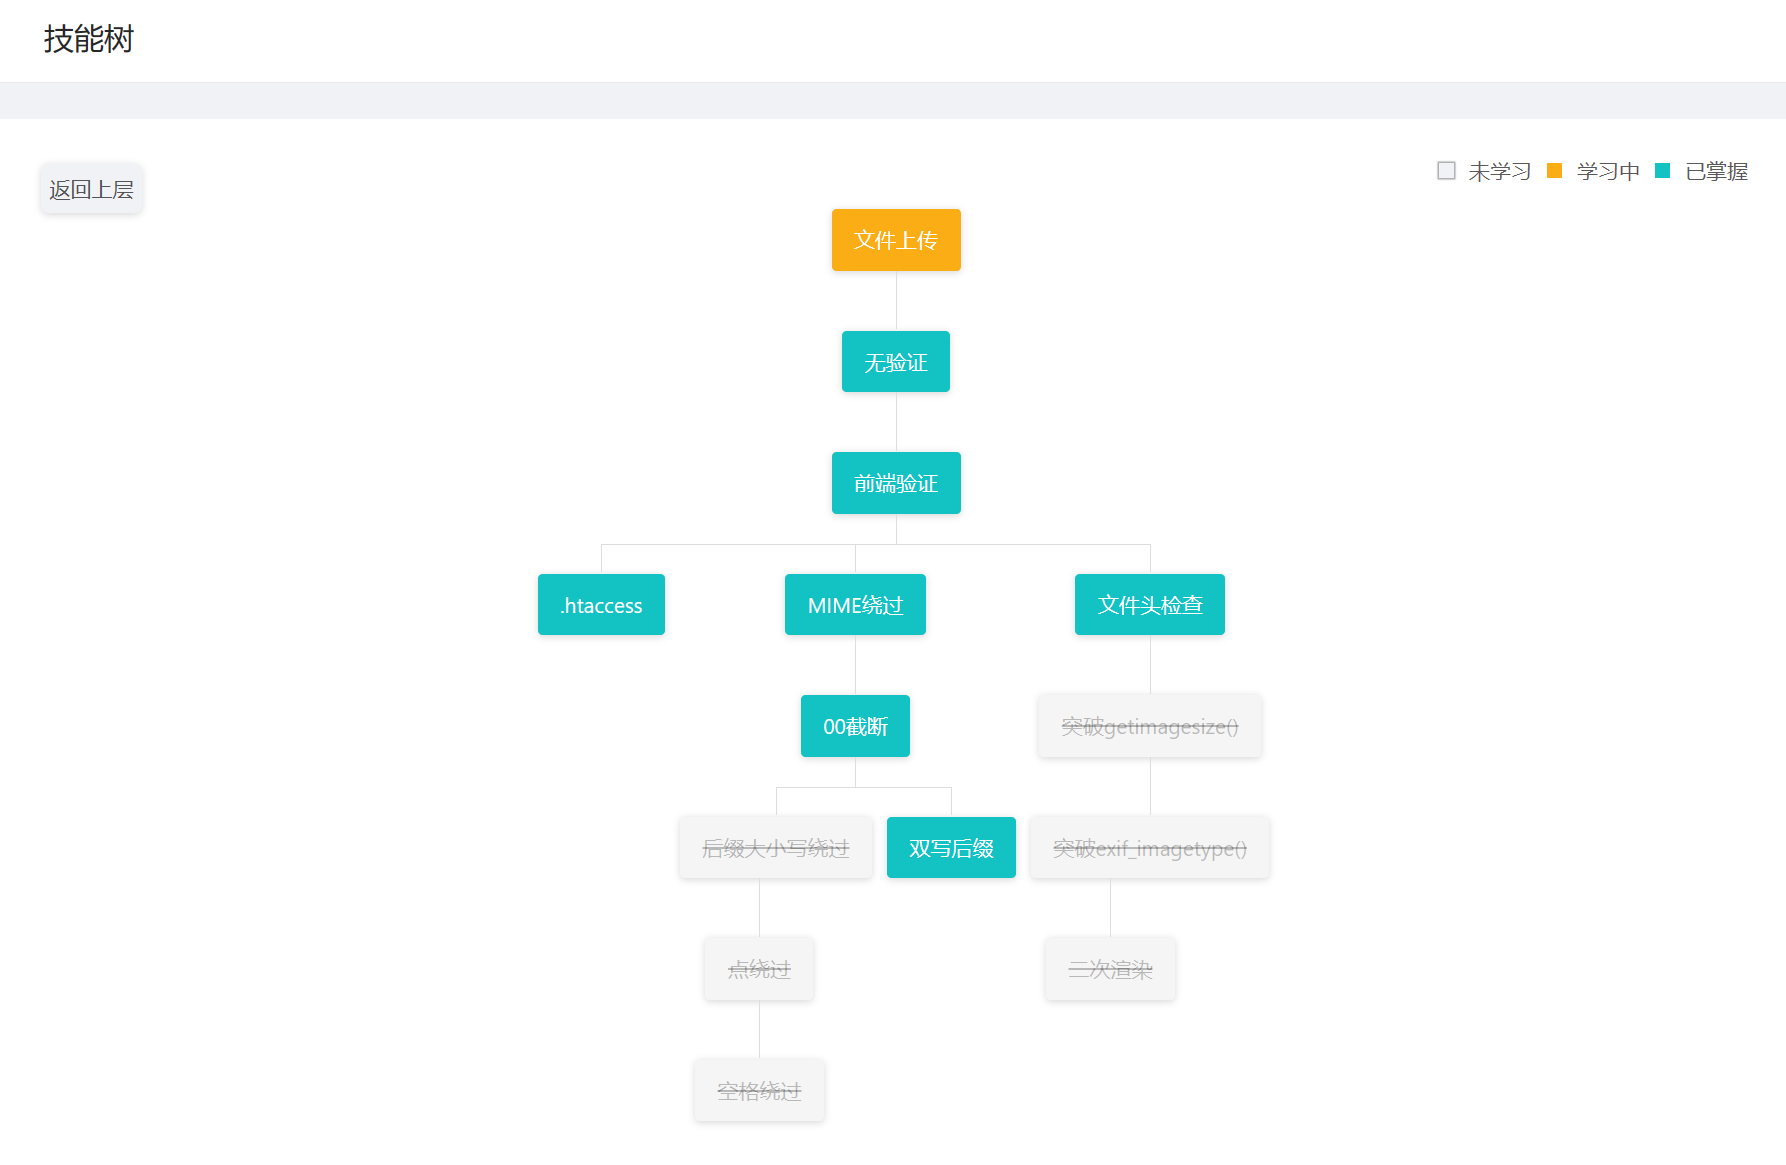 技能树
返回上层
未学习 学习中 已掌握
文件上传
无验证
前端验证
.htaccess MIME绕过 文件头检查
00截断 突破getimagesize()
后缀大小写绕过 双写后缀 突破exif_imagetype()
点绕过 二次渲染
空格绕过